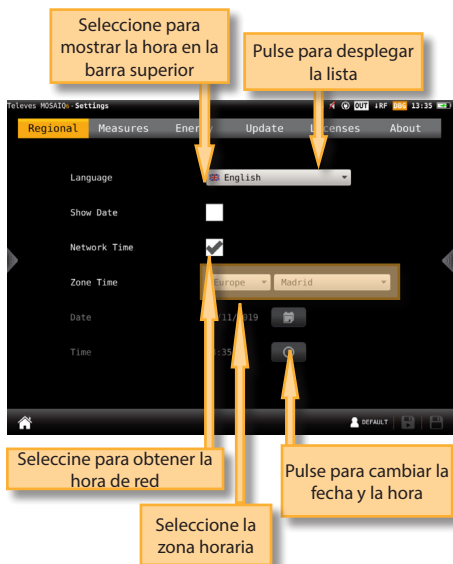 Seleccione para
mostrar la hora en la
barra superior
Pulse para desplegar
la lista
Televes MOSAIQ6-Settings
OUT ↓RF DBG 13:35
Regional Measures Update About
Language English
Show Date
Network Time
Zone Time Europe Madrid
Date
Time
DEFAULT
Seleccine para obtener la
hora de red
Pulse para cambiar la
fecha y la hora
Seleccione la
zona horaria